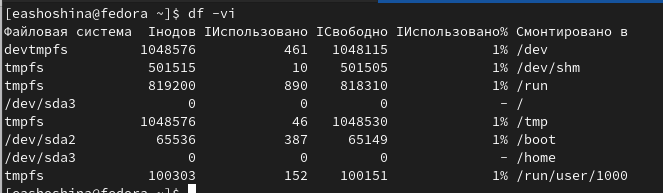 [eashoshina@fedora ~]$ df -vi
Файловая система  Iнодов IИспользовано IСвободно IИспользовано% Смонтировано в
devtmpfs         1048576           461   1048115             1% /dev
tmpfs             501515            10    501505             1% /dev/shm
tmpfs             819200           890    818310             1% /run
/dev/sda3              0             0         0              - /
tmpfs            1048576            46   1048530             1% /tmp
/dev/sda2          65536           387     65149             1% /boot
/dev/sda3              0             0         0              - /home
tmpfs             100303           152    100151             1% /run/user/1000
[eashoshina@fedora ~]$